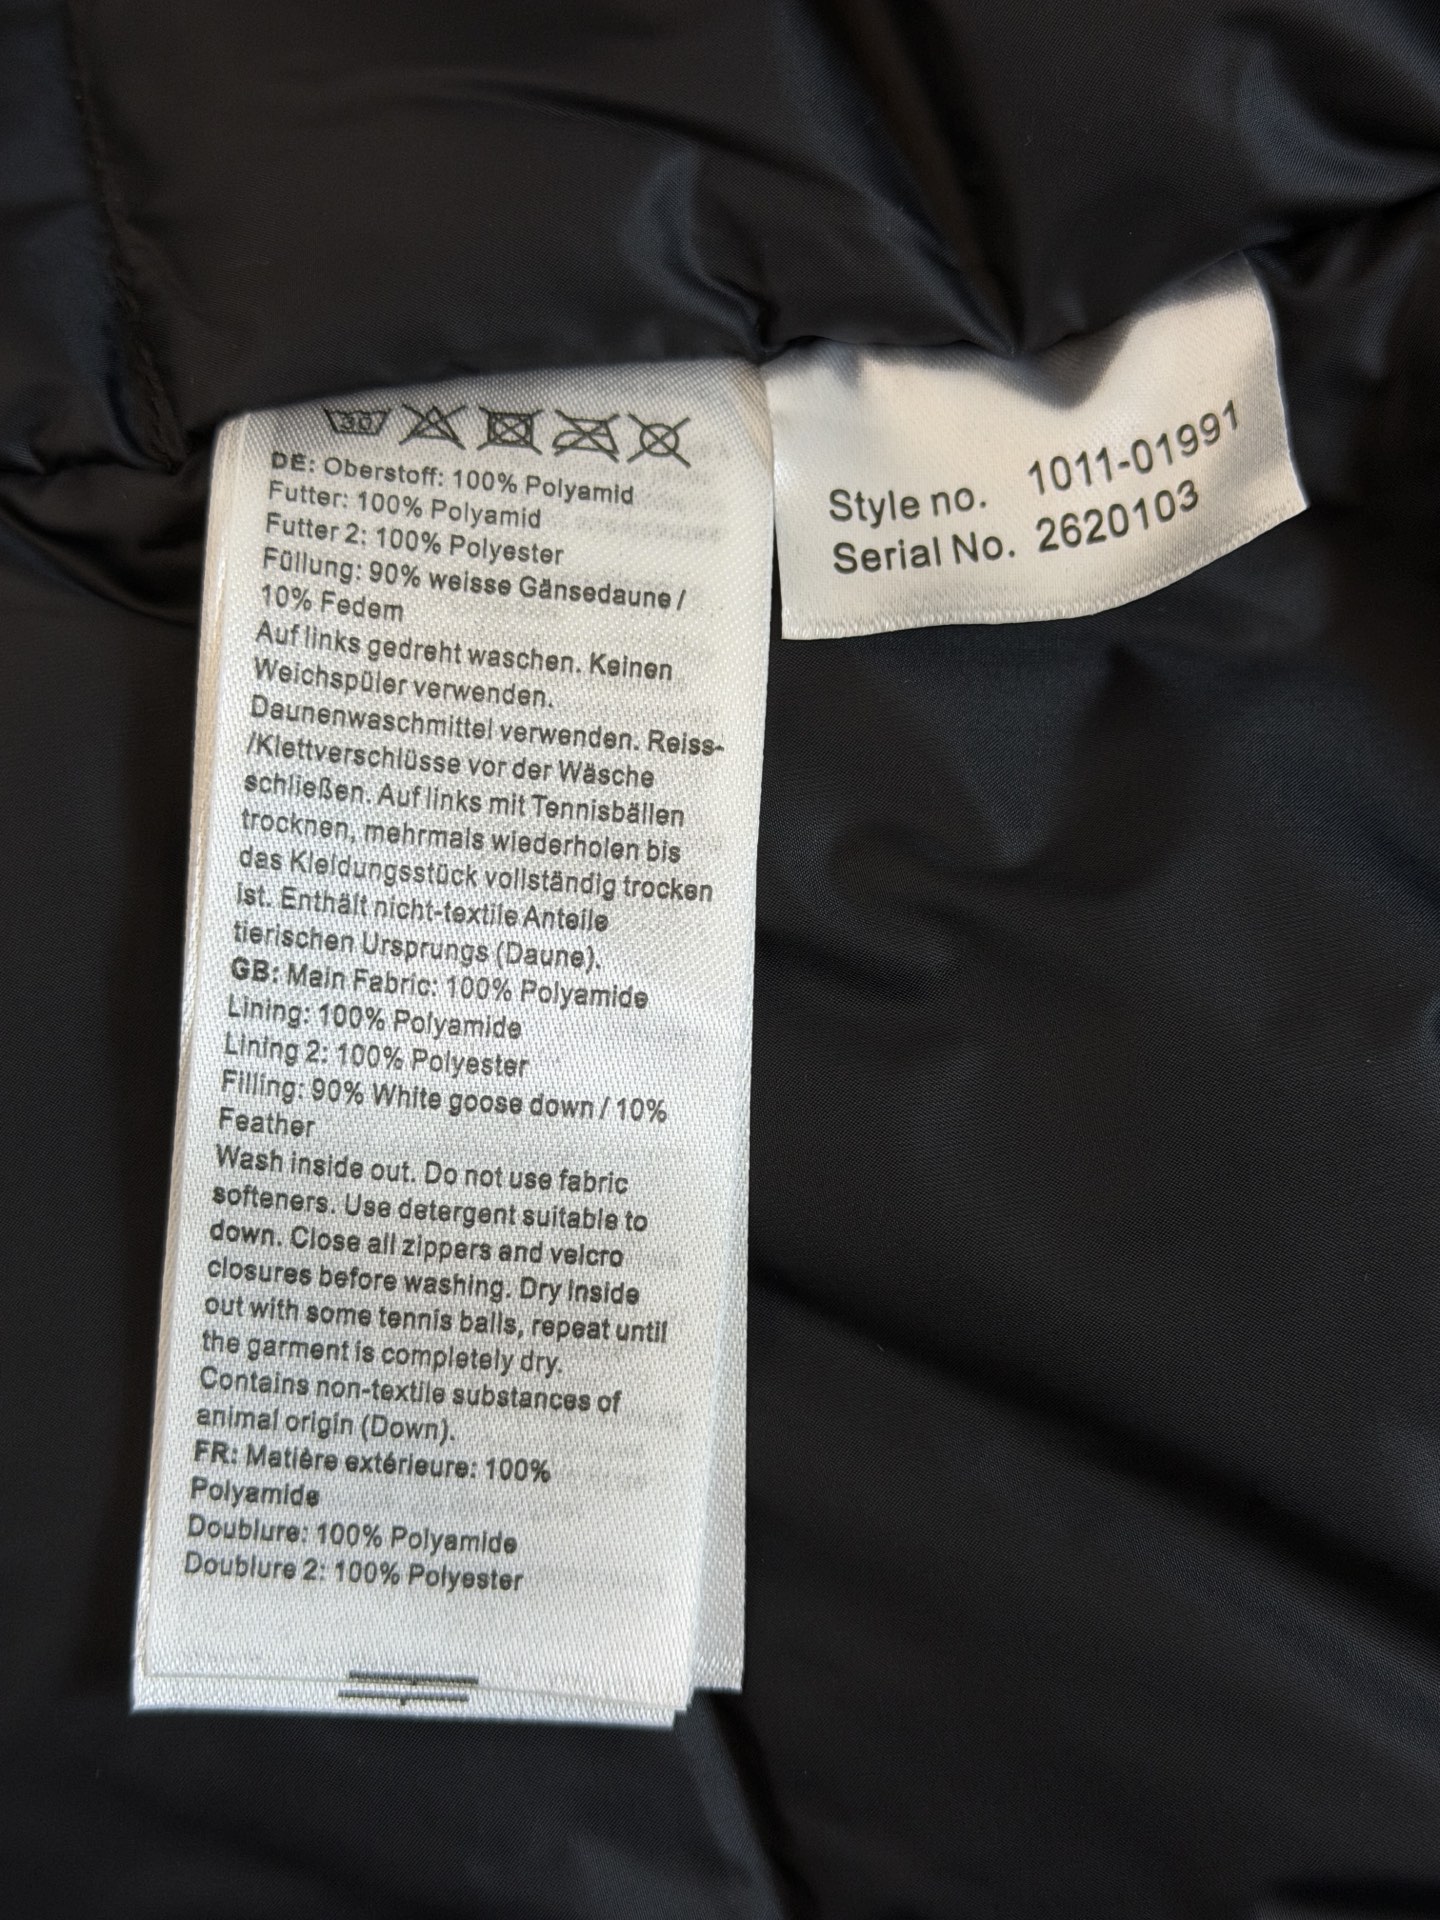 30
DE: Oberstoff: 100% Polyamid
Futter: 100% Polyamid
Futter 2: 100% Polyester
Füllung: 90% weisse Gänsedaune /
10% Federn
Auf links gedreht waschen. Keinen
Weichspüler verwenden.
Daunenwaschmittel verwenden. Reiss-
/Klettverschlüsse vor der Wäsche
schließen. Auf links mit Tennisbällen
trocknen, mehrmals wiederholen bis
das Kleidungsstück vollständig trocken
ist. Enthält nicht-textile Anteile
tierischen Ursprungs (Daune).
GB: Main Fabric: 100% Polyamide
Lining: 100% Polyamide
Lining 2: 100% Polyester
Filling: 90% White goose down / 10%
Feather
Wash inside out. Do not use fabric
softeners. Use detergent suitable to
down. Close all zippers and velcro
closures before washing. Dry inside
out with some tennis balls, repeat until
the garment is completely dry.
Contains non-textile substances of
animal origin (Down).
FR: Matière extérieure: 100%
Polyamide
Doublure: 100% Polyamide
Doublure 2: 100% Polyester
Style no. 1011-01991
Serial No. 2620103